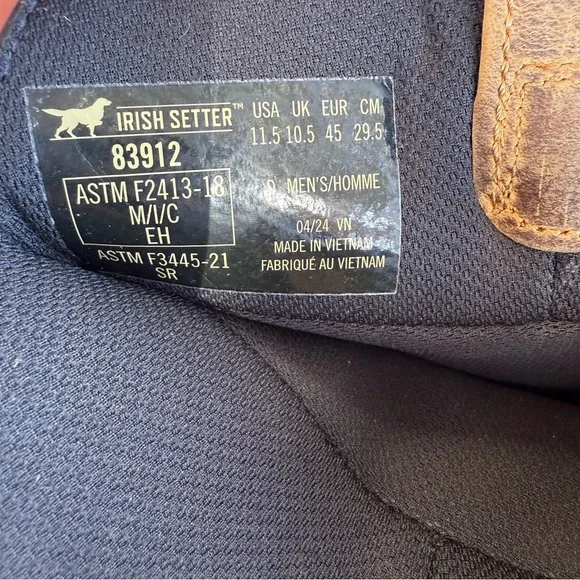 IRISH SETTER™
83912
ASTM F2413-18
M/I/C
EH
ASTM F3445-21
SR
USA UK EUR CM
11.5 10.5 45 29.5
D MEN'S/HOMME
04/24 VN
MADE IN VIETNAM
FABRIQUÉ AU VIETNAM